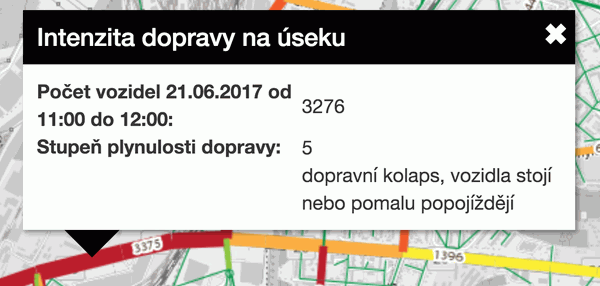 Intenzita dopravy na úseku
Počet vozidel 21.06.2017 od
11:00 do 12:00:
3276
Stupeň plynulosti dopravy:
5
dopravní kolaps, vozidla stojí
nebo pomalu popojíždějí
3375
1396